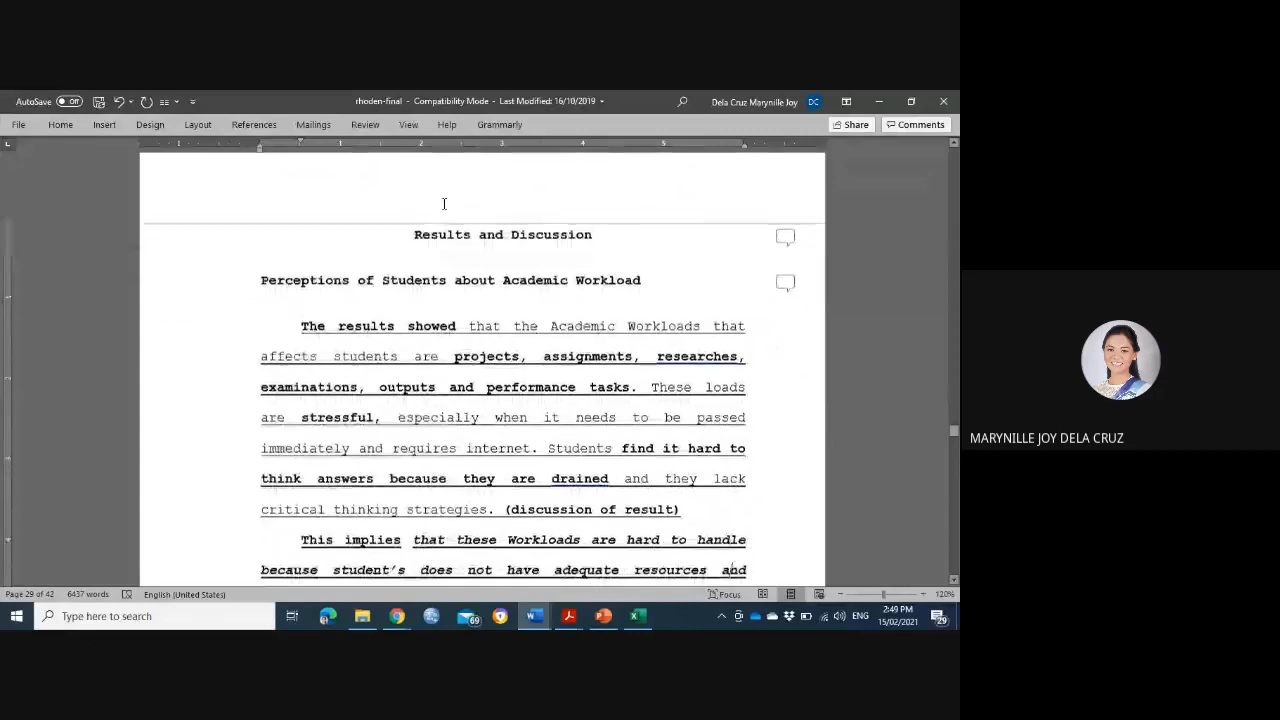 AutoSave Off rhoden-final - Compatibility Mode - Last Modified: 16/10/2019 Dela Cruz Marynille Joy DC
File Home Insert Design Layout References Mailings Review View Help Grammarly Share Comments
1 2 3 4 5
Results and Discussion
Perceptions of Students about Academic Workload
The results showed that the Academic Workloads that
affects students are projects, assignments, researches,
examinations, outputs and performance tasks. These loads
are stressful, especially when it needs to be passed
immediately and requires internet. Students find it hard to
think answers because they are drained and they lack
critical thinking strategies. (discussion of result)
This implies that these Workloads are hard to handle
because student's does not have adequate resources and
MARYNILLE JOY DELA CRUZ
Page 29 of 42 6437 words English (United States) Focus 120%
Type here to search 69 ENG 2:49 PM 15/02/2021 29